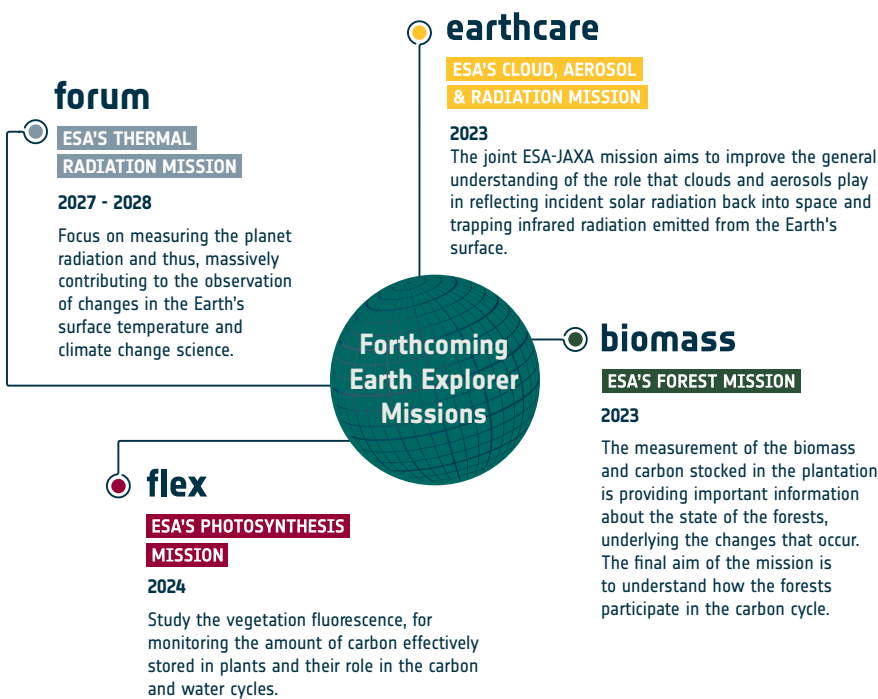 earthcare
ESA'S CLOUD, AEROSOL
& RADIATION MISSION
2023
The joint ESA-JAXA mission aims to improve the general
understanding of the role that clouds and aerosols play
in reflecting incident solar radiation back into space and
trapping infrared radiation emitted from the Earth's
surface.
forum
ESA'S THERMAL
RADIATION MISSION
2027 - 2028
Focus on measuring the planet
radiation and thus, massively
contributing to the observation
of changes in the Earth's
surface temperature and
climate change science.
Forthcoming
Earth Explorer
Missions
biomass
ESA'S FOREST MISSION
2023
The measurement of the biomass
and carbon stocked in the plantation
is providing important information
about the state of the forests,
underlying the changes that occur.
The final aim of the mission is
to understand how the forests
participate in the carbon cycle.
flex
ESA'S PHOTOSYNTHESIS
MISSION
2024
Study the vegetation fluorescence, for
monitoring the amount of carbon effectively
stored in plants and their role in the carbon
and water cycles.